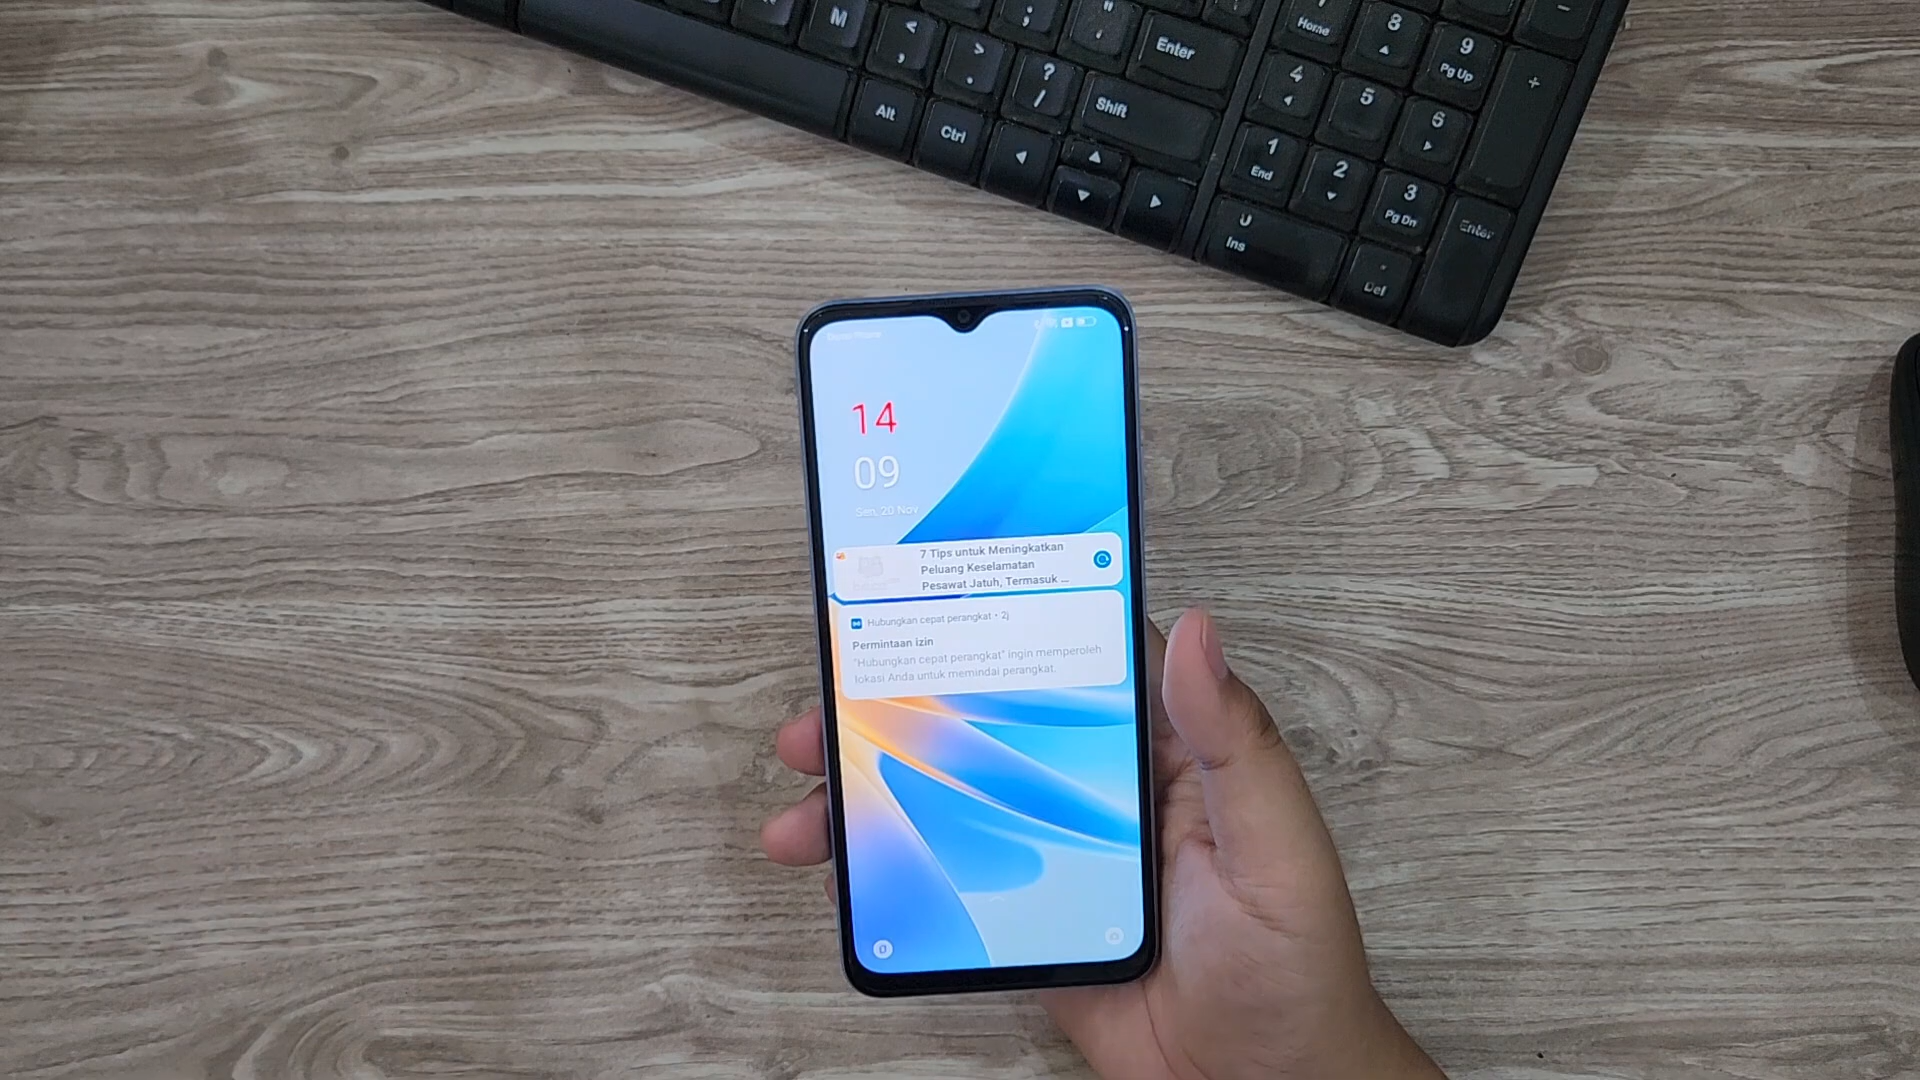 M
<
,
>
.
:
;
"
'
Enter
?
/
Shift
Alt
Ctrl
7
Home
8
9
Pg Up
-
+
4
5
6
1
End
2
3
Pg Dn
0
Ins
.
Del
Enter
14
09
Sen, 20 Nov
7 Tips untuk Meningkatkan
Peluang Keselamatan
Pesawat Jatuh, Termasuk ...
Hubungkan cepat perangkat • 2j
Permintaan izin
"Hubungkan cepat perangkat" ingin memperoleh
lokasi Anda untuk memindai perangkat.